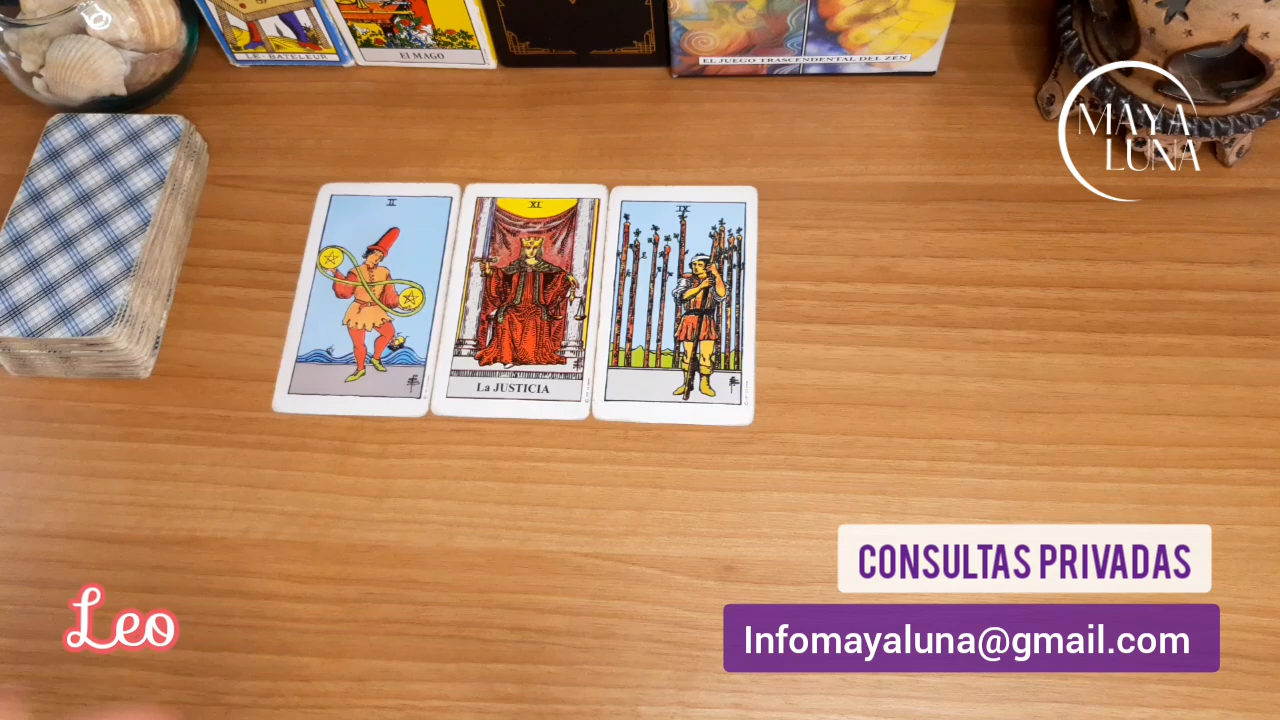 LE BATELEUR
El MAGO
EL JUEGO TRASCENDENTAL DEL ZEN
MAYA
LUNA
II
XI
IX
La JUSTICIA
CONSULTAS PRIVADAS
Leo
Infomayaluna@gmail.com